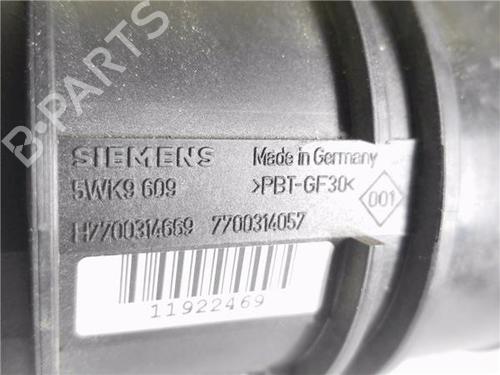 B-PARTS
SIEMENS Made in Germany
5WK9 609 >PBT-GF30< 001
H7700314669 7700314057
11922469